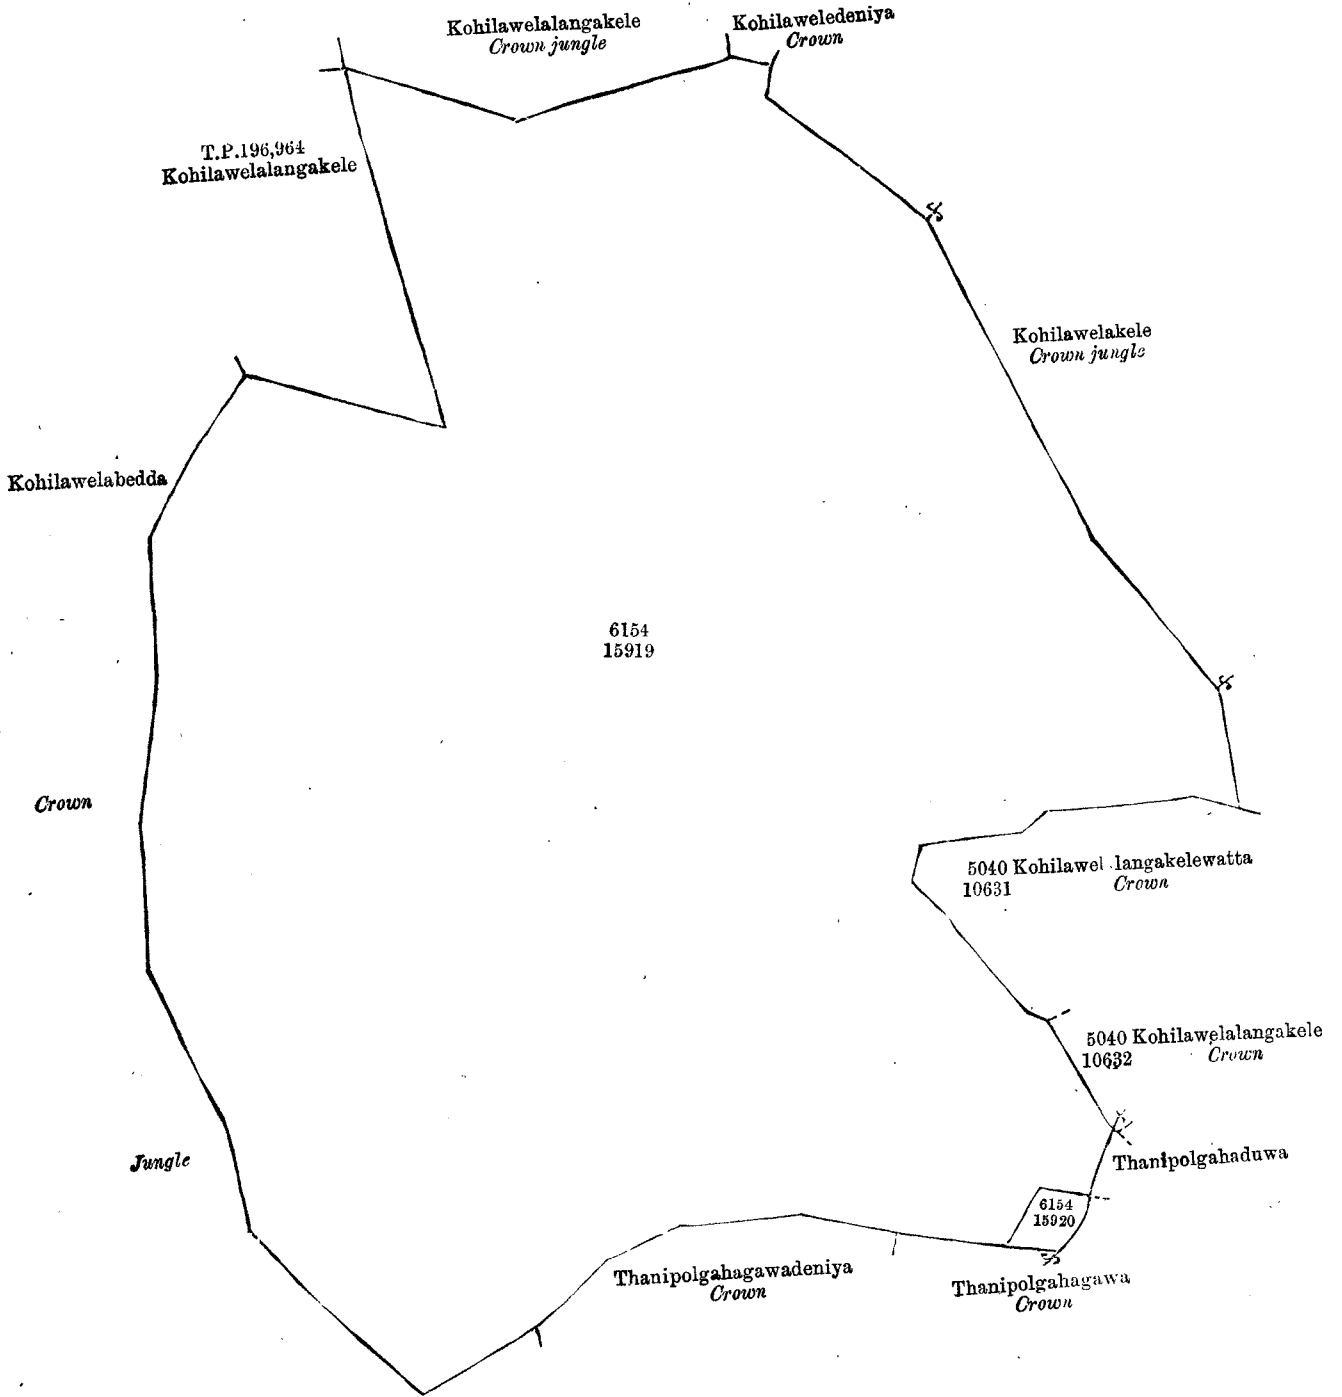 Kohilawelalangakele
Crown jungle
Kohilaweledeniya
Crown
T.P.196,964
Kohilawelalangakele
Kohilawelakele
Crown jungle
Kohilawelabedda
6154
15919
Crown
5040 Kohilawel langakelewatta
10631 Crown
5040 Kohilawelalangakele
10632 Crown
Jungle
Thanipolgahaduwa
6154
15920
Thanipolgahagawadeniya
Crown
Thanipolgahagawa
Crown